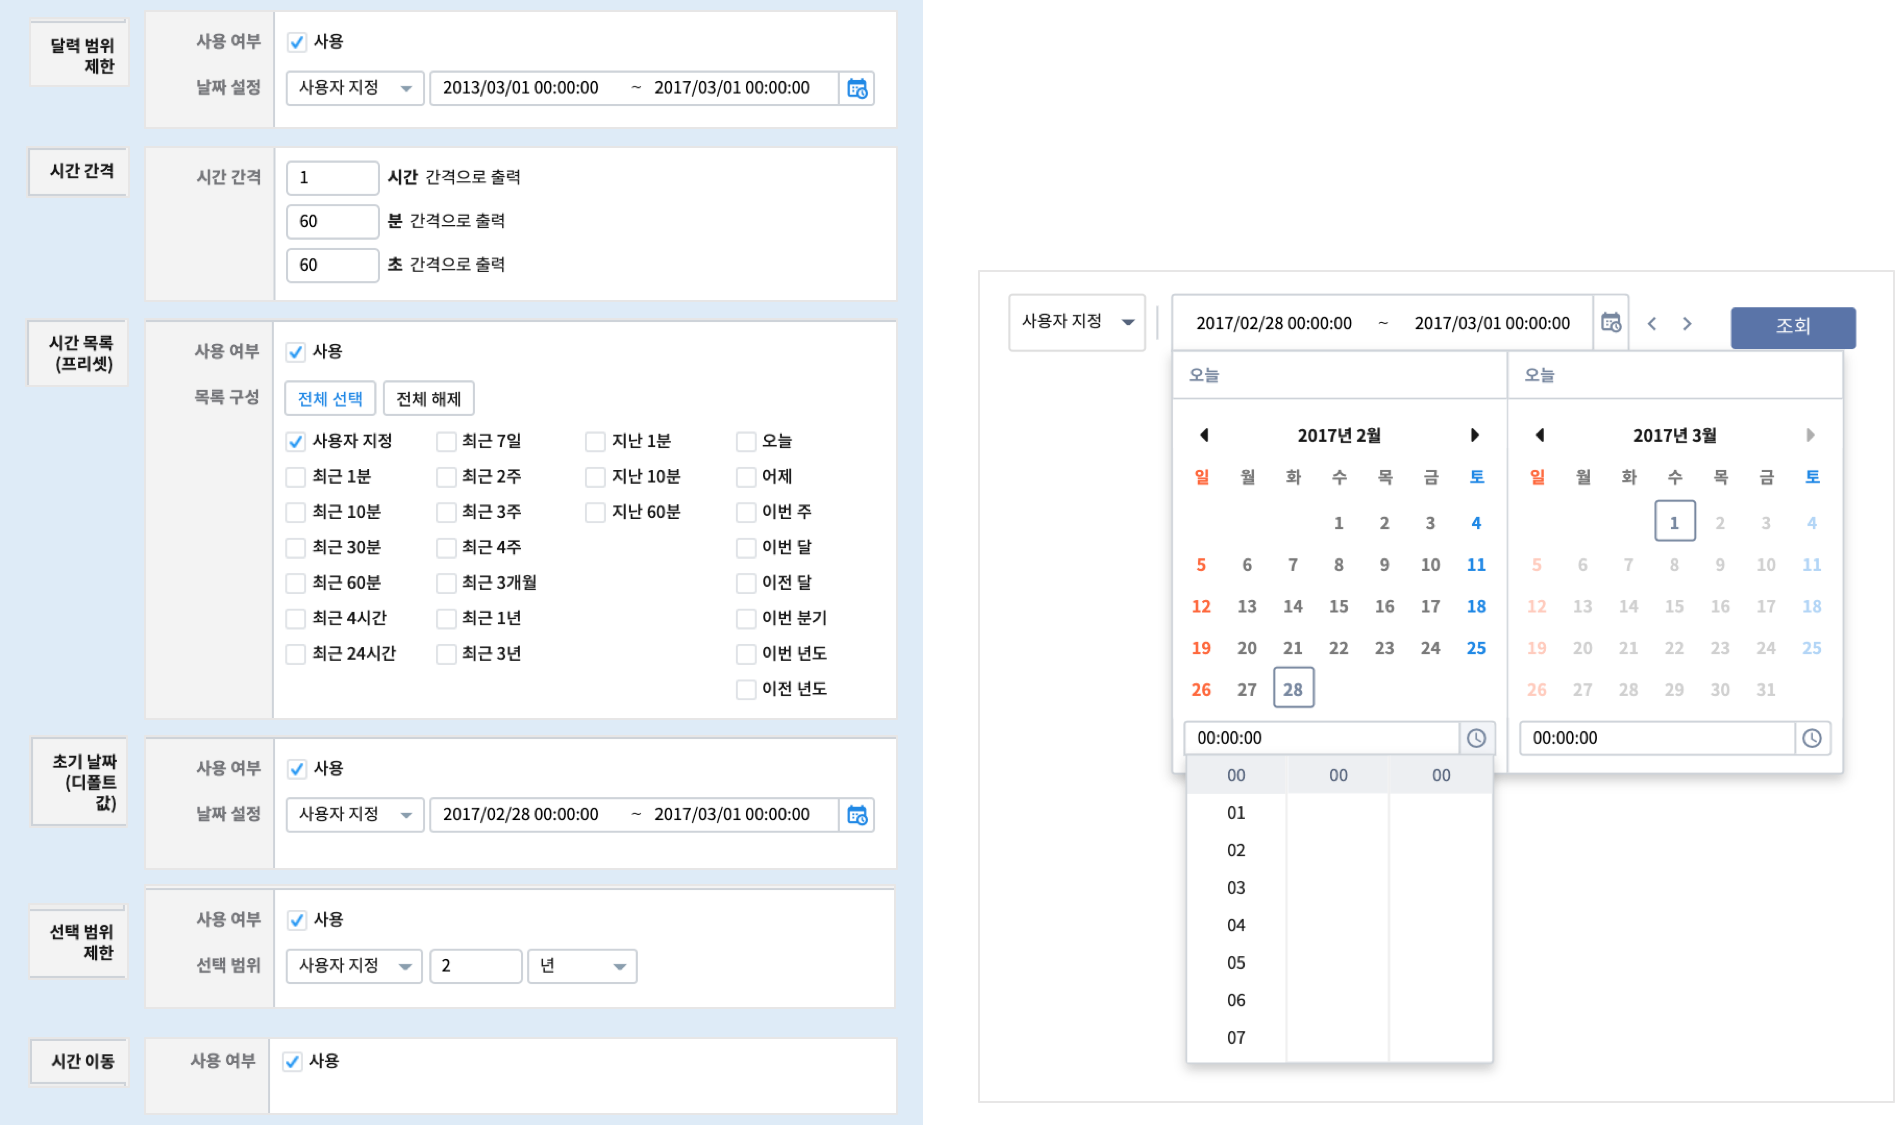 달력 범위
제한
사용 여부
사용
날짜 설정
사용자 지정
2013/03/01 00:00:00 ~ 2017/03/01 00:00:00
시간 간격
시간 간격
1 시간 간격으로 출력
60 분 간격으로 출력
60 초 간격으로 출력
시간 목록
(프리셋)
사용 여부
사용
목록 구성
전체 선택 전체 해제
사용자 지정 최근 7일 지난 1분 오늘
최근 1분 최근 2주 지난 10분 어제
최근 10분 최근 3주 지난 60분 이번 주
최근 30분 최근 4주 이번 달
최근 60분 최근 3개월 이전 달
최근 4시간 최근 1년 이번 분기
최근 24시간 최근 3년 이번 년도
이전 년도
초기 날짜
(디폴트
값)
사용 여부
사용
날짜 설정
사용자 지정
2017/02/28 00:00:00 ~ 2017/03/01 00:00:00
선택 범위
제한
사용 여부
사용
선택 범위
사용자 지정 2 년
시간 이동
사용 여부
사용
사용자 지정
2017/02/28 00:00:00 ~ 2017/03/01 00:00:00
조회
오늘
2017년 2월
일 월 화 수 목 금 토
1 2 3 4
5 6 7 8 9 10 11
12 13 14 15 16 17 18
19 20 21 22 23 24 25
26 27 28
00:00:00
00 00 00
01
02
03
04
05
06
07
오늘
2017년 3월
일 월 화 수 목 금 토
1 2 3 4
5 6 7 8 9 10 11
12 13 14 15 16 17 18
19 20 21 22 23 24 25
26 27 28 29 30 31
00:00:00